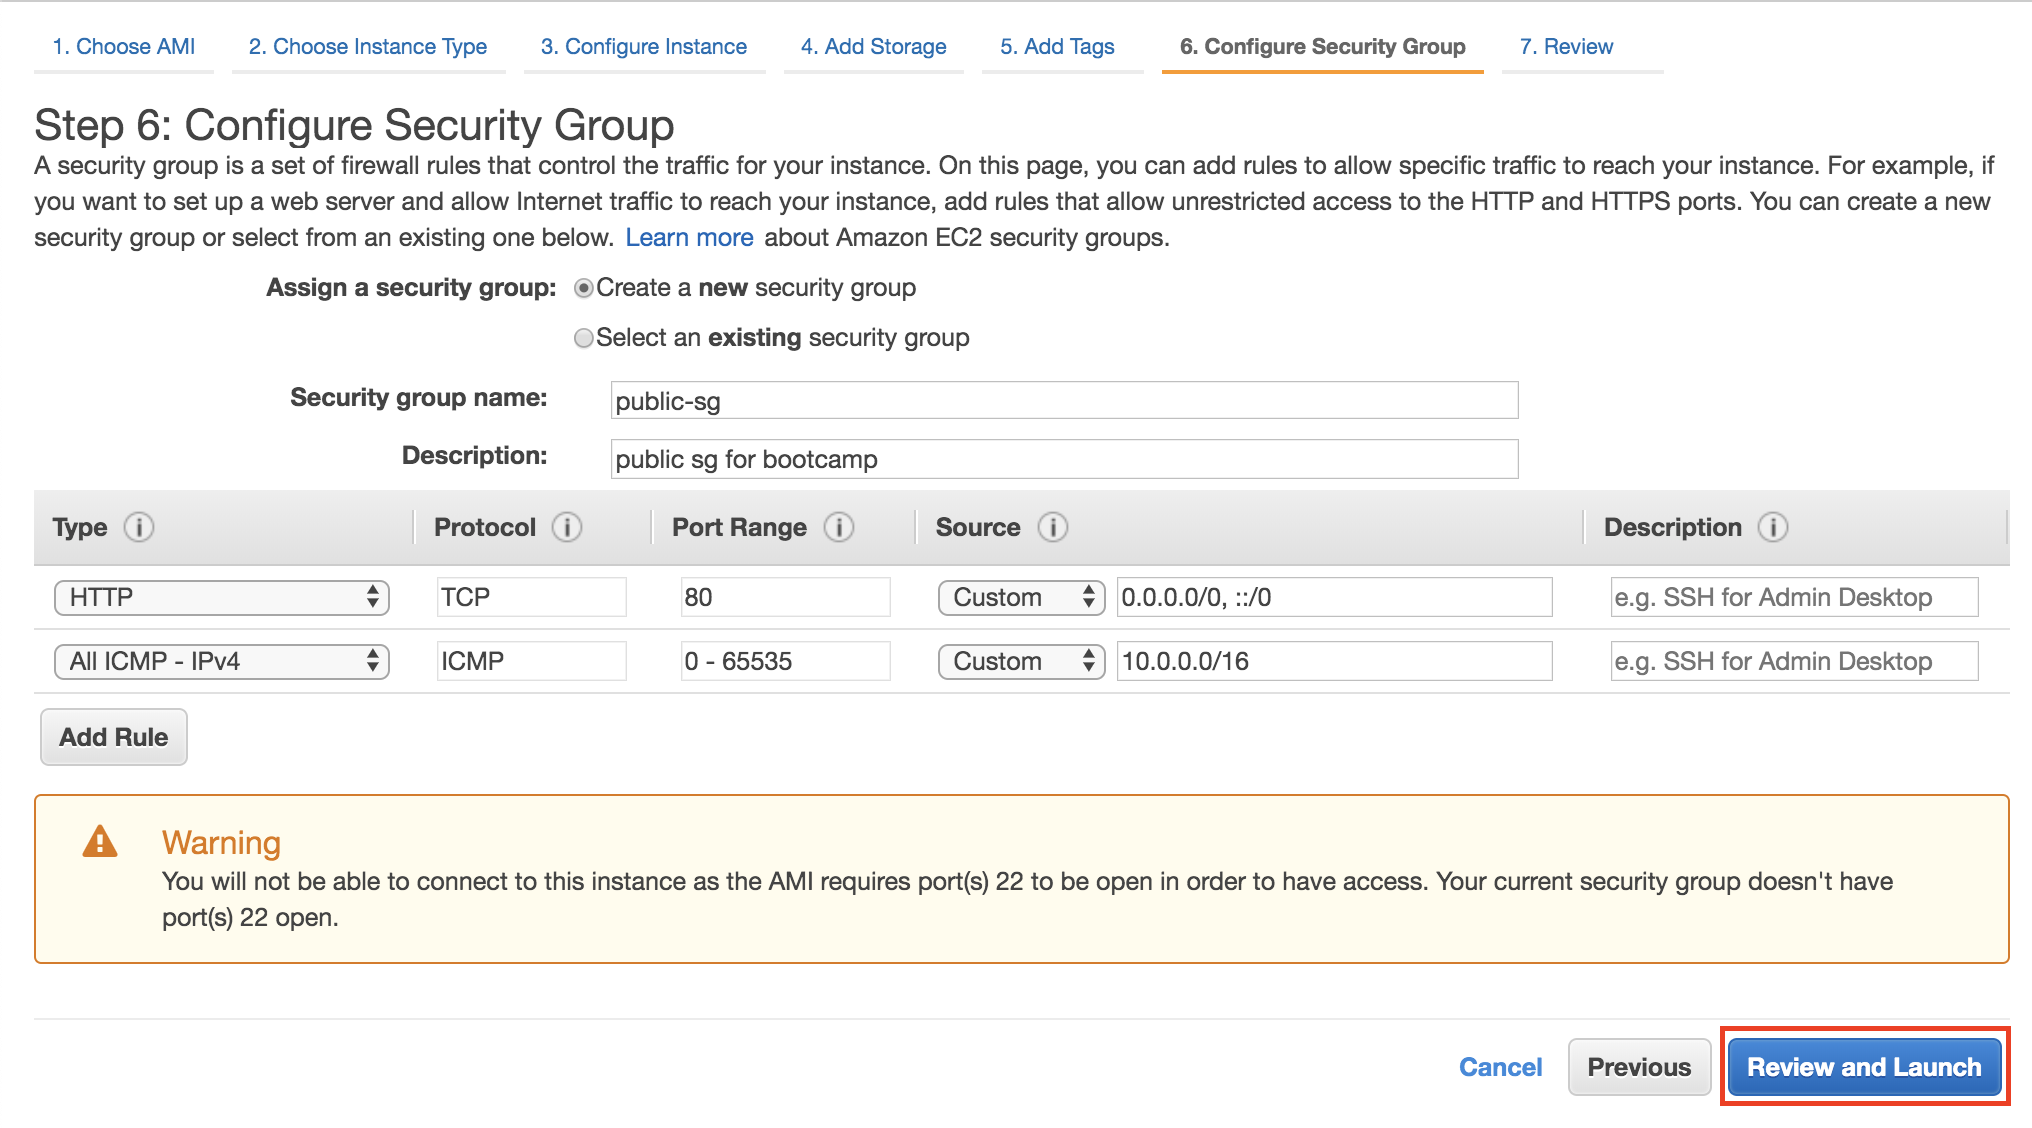 1. Choose AMI 2. Choose Instance Type 3. Configure Instance 4. Add Storage 5. Add Tags 6. Configure Security Group 7. Review
Step 6: Configure Security Group
A security group is a set of firewall rules that control the traffic for your instance. On this page, you can add rules to allow specific traffic to reach your instance. For example, if
you want to set up a web server and allow Internet traffic to reach your instance, add rules that allow unrestricted access to the HTTP and HTTPS ports. You can create a new
security group or select from an existing one below. Learn more about Amazon EC2 security groups.
Assign a security group: Create a new security group
Select an existing security group
Security group name: public-sg
Description: public sg for bootcamp
Type i Protocol i Port Range i Source i Description i
HTTP TCP 80 Custom 0.0.0.0/0, ::/0 e.g. SSH for Admin Desktop
All ICMP - IPv4 ICMP 0 - 65535 Custom 10.0.0.0/16 e.g. SSH for Admin Desktop
Add Rule
Warning
You will not be able to connect to this instance as the AMI requires port(s) 22 to be open in order to have access. Your current security group doesn't have
port(s) 22 open.
Cancel Previous Review and Launch